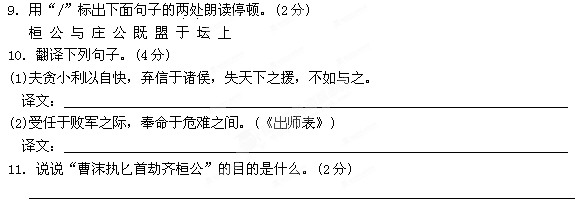 9. 用“/”标出下面句子的两处朗读停顿。(2分)
桓 公 与 庄 公 既 盟 于 坛 上
10. 翻译下列句子。(4分)
(1)夫贪小利以自快，弃信于诸侯，失天下之援，不如与之。
译文：
(2)受任于败军之际，奉命于危难之间。(《出师表》)
译文：
11. 说说“曹沫执匕首劫齐桓公”的目的是什么。(2分)